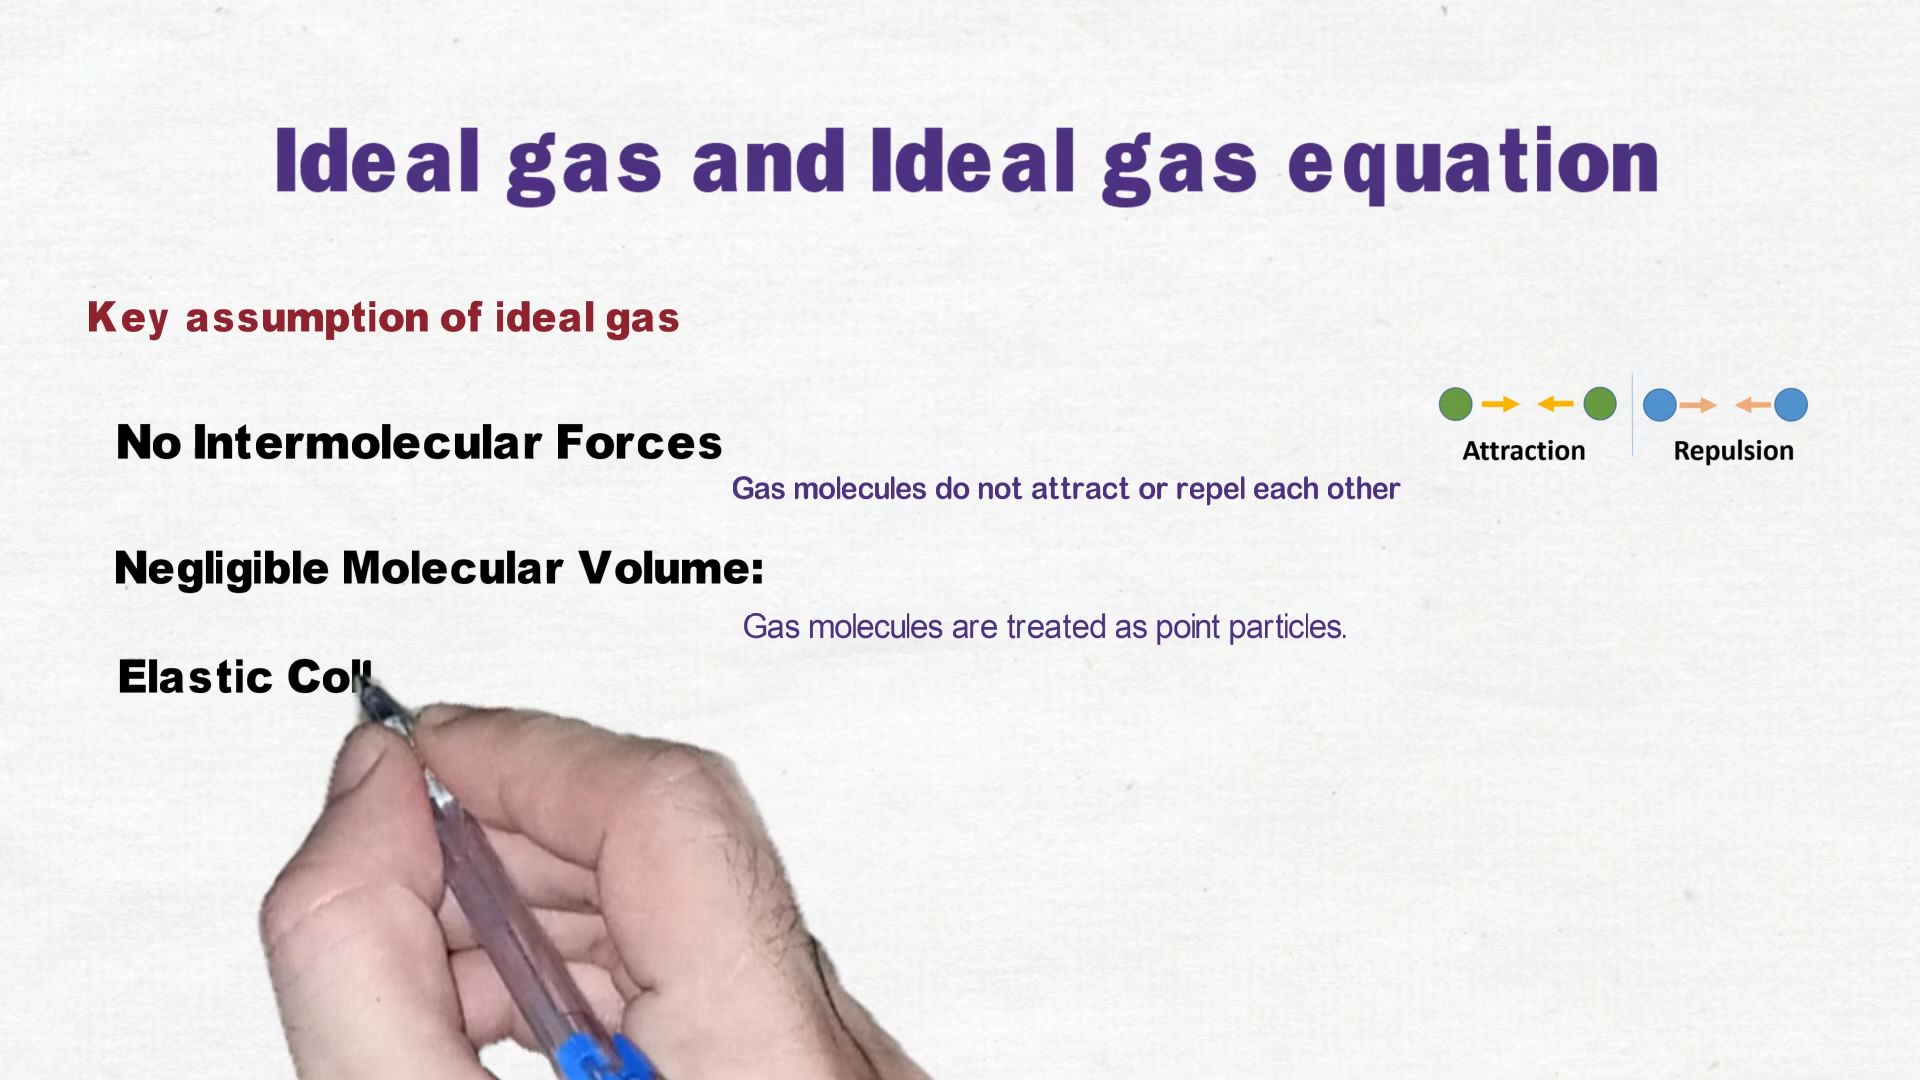 Ideal gas and Ideal gas equation
Key assumption of ideal gas
No Intermolecular Forces
Attraction
Repulsion
Gas molecules do not attract or repel each other
Negligible Molecular Volume:
Gas molecules are treated as point particles.
Elastic